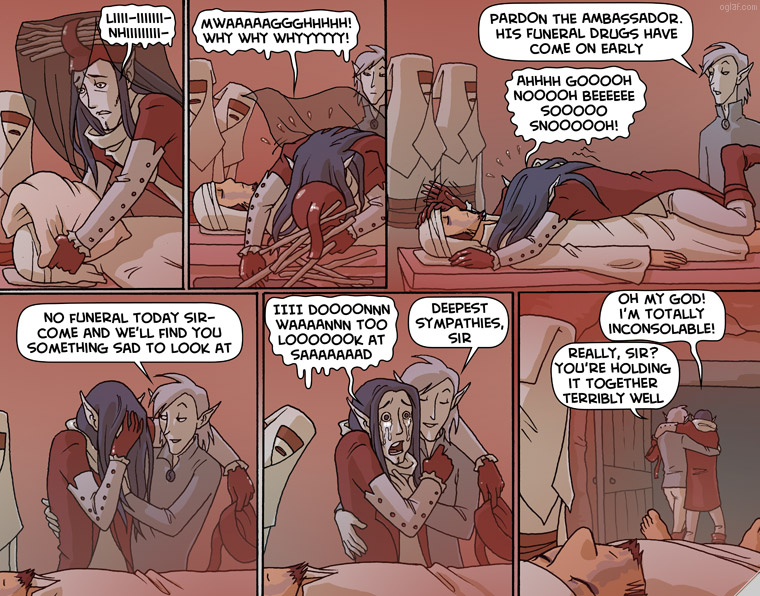 oglaf.com
LIIII-IIIIIII-
NHIIIIIIIIII-
MWAAAAAGGGHHHHH!
WHY WHY WHYYYYYY!
PARDON THE AMBASSADOR.
HIS FUNERAL DRUGS HAVE
COME ON EARLY
AHHHH GOOOOH
NOOOOH BEEEEEE
SOOOOO
SNOOOOOH!
NO FUNERAL TODAY SIR-
COME AND WE'LL FIND YOU
SOMETHING SAD TO LOOK AT
IIII DOOOONNN
WAAAANNN TOO
LOOOOOOK AT
SAAAAAAAD
DEEPEST
SYMPATHIES,
SIR
OH MY GOD!
I'M TOTALLY
INCONSOLABLE!
REALLY, SIR?
YOU'RE HOLDING
IT TOGETHER
TERRIBLY WELL